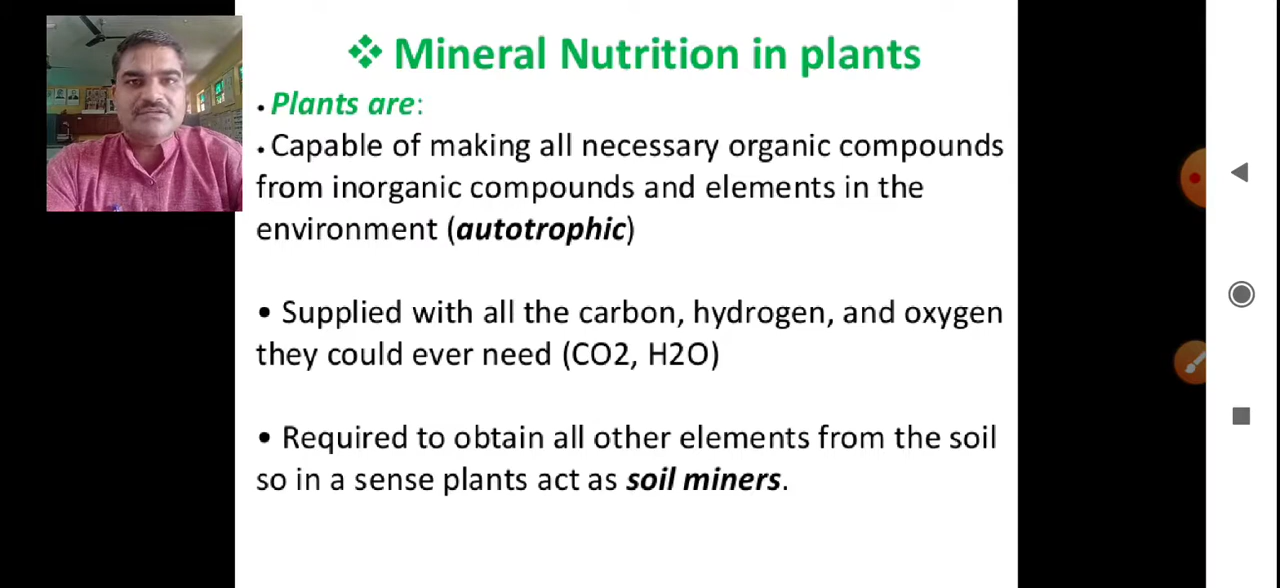 ❖ Mineral Nutrition in plants
• Plants are:
• Capable of making all necessary organic compounds
from inorganic compounds and elements in the
environment (autotrophic)
• Supplied with all the carbon, hydrogen, and oxygen
they could ever need (CO2, H2O)
• Required to obtain all other elements from the soil
so in a sense plants act as soil miners.